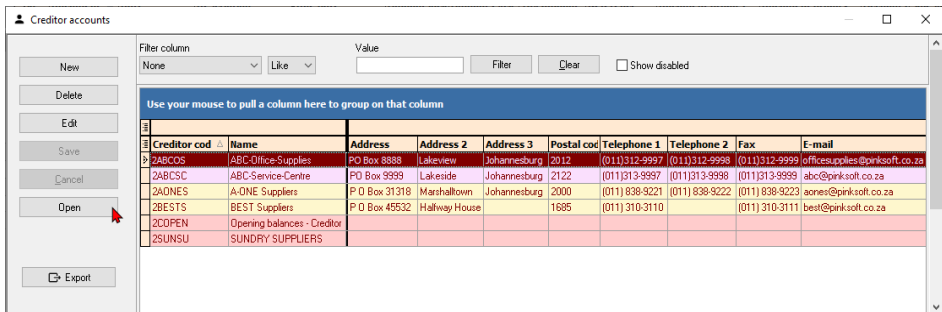 Creditor accounts
New
Delete
Edit
Save
Cancel
Open
Export
Filter column
None
Like
Value
Filter
Clear
Show disabled
Use your mouse to pull a column here to group on that column
Creditor cod Name Address Address 2 Address 3 Postal cod Telephone 1 Telephone 2 Fax E-mail
2ABCOS ABC-Office-Supplies PO Box 8888 Lakeview Johannesburg 2012 (011)312-9997 (011)312-9998 (011)312-9999 officesupplies@pinksoft.co.za
2ABCSC ABC-Service-Centre PO Box 9999 Lakeside Johannesburg 2122 (011)313-9997 (011)313-9998 (011)313-9999 abc@pinksoft.co.za
2AONES A-ONE Suppliers P O Box 31318 Marshalltown Johannesburg 2000 (011) 838-9221 (011) 838-9222 (011) 838-9223 aones@pinksoft.co.za
2BESTS BEST Suppliers P O Box 45532 Halfway House 1685 (011) 310-3110 (011) 310-3111 best@pinksoft.co.za
2COPEN Opening balances - Creditor
2SUNSU SUNDRY SUPPLIERS